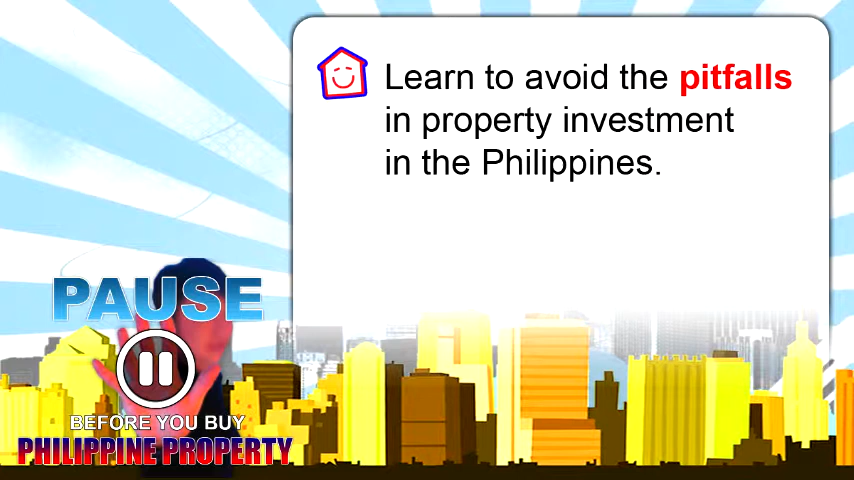 Learn to avoid the pitfalls
in property investment
in the Philippines.
PAUSE
BEFORE YOU BUY
PHILIPPINE PROPERTY